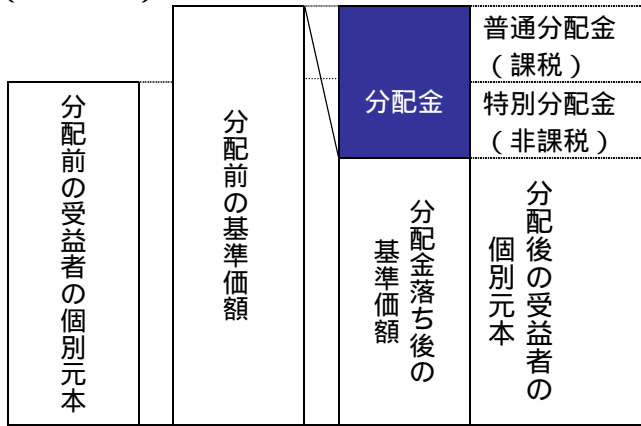 分配前の受益者の個別元本
分配前の基準価額
分配金
普通分配金
（課税）
特別分配金
（非課税）
分配金落ち後の
基準価額
分配後の受益者の
個別元本